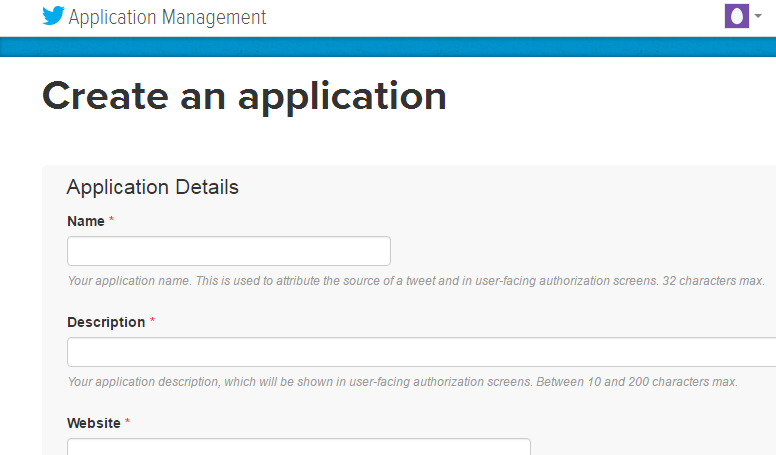 Application Management
Create an application
Application Details
Name *
Your application name. This is used to attribute the source of a tweet and in user-facing authorization screens. 32 characters max.
Description *
Your application description, which will be shown in user-facing authorization screens. Between 10 and 200 characters max.
Website *